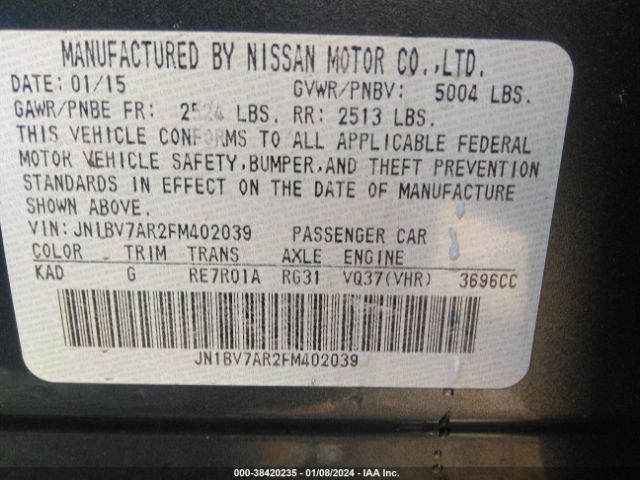 MANUFACTURED BY NISSAN MOTOR CO.,LTD.
DATE: 01/15 GVWR/PNBV: 5004 LBS.
GAWR/PNBE FR: 2524 LBS. RR: 2513 LBS.
THIS VEHICLE CONFORMS TO ALL APPLICABLE FEDERAL
MOTOR VEHICLE SAFETY,BUMPER,AND THEFT PREVENTION
STANDARDS IN EFFECT ON THE DATE OF MANUFACTURE
SHOWN ABOVE.
VIN: JN1BV7AR2FM402039 PASSENGER CAR
COLOR TRIM TRANS AXLE ENGINE
KAD G RE7R01A RG31 VQ37(VHR) 3696CC
JN1BV7AR2FM402039
000-38420235 - 01/08/2024 - IAA Inc.